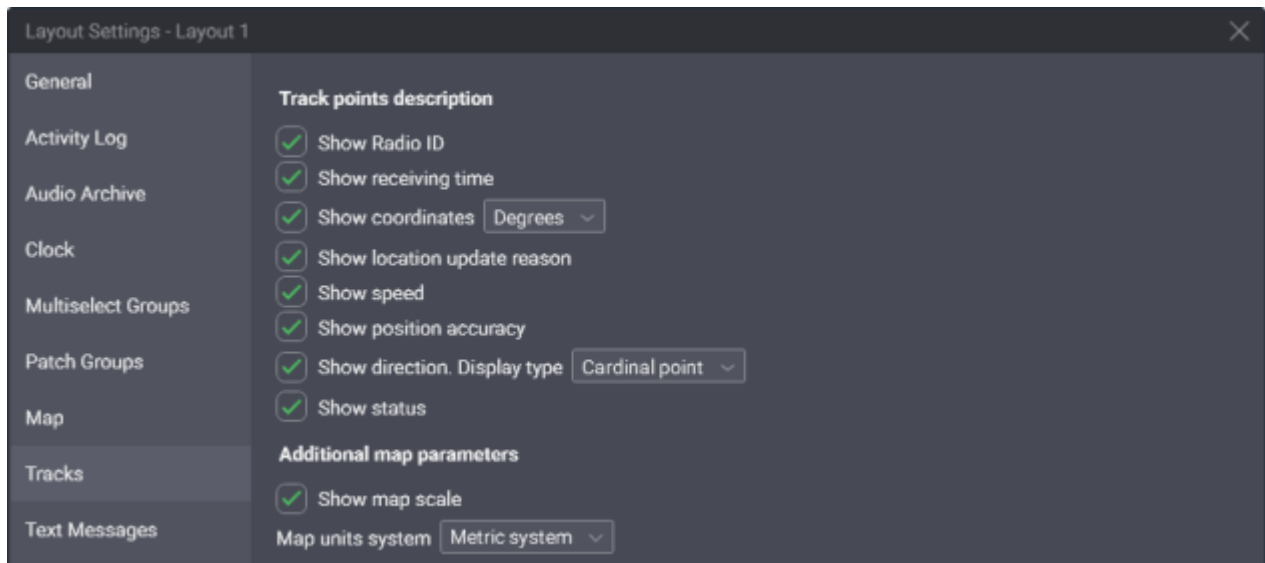 Layout Settings - Layout 1
General
Activity Log
Audio Archive
Clock
Multiselect Groups
Patch Groups
Map
Tracks
Text Messages
Track points description
Show Radio ID
Show receiving time
Show coordinates Degrees
Show location update reason
Show speed
Show position accuracy
Show direction. Display type Cardinal point
Show status
Additional map parameters
Show map scale
Map units system Metric system